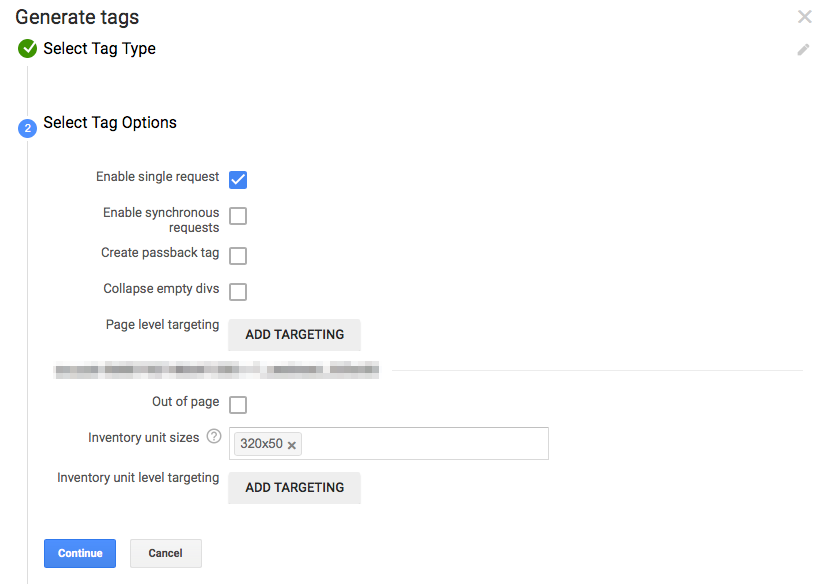 Generate tags
Select Tag Type
2
Select Tag Options
Enable single request
Enable synchronous
requests
Create passback tag
Collapse empty divs
Page level targeting
ADD TARGETING
Out of page
Inventory unit sizes ?
320x50 ×
Inventory unit level targeting
ADD TARGETING
Continue
Cancel